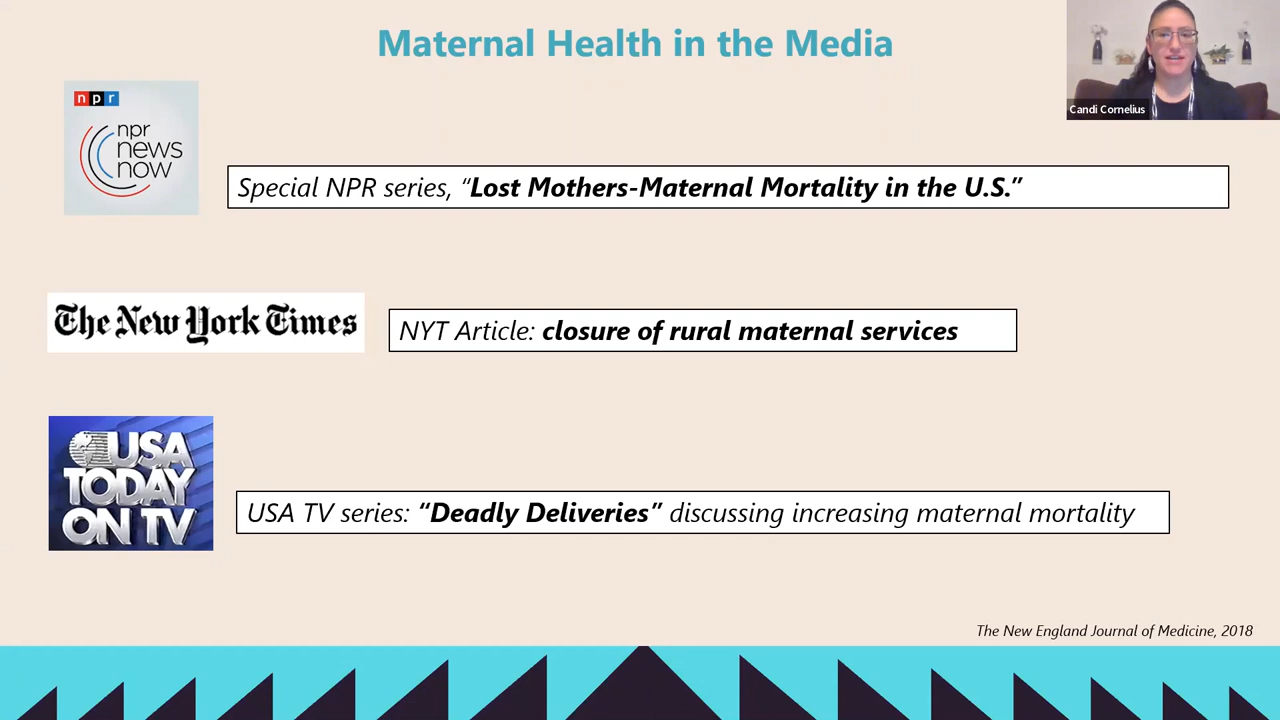 Maternal Health in the Media
Candi Cornelius
npr
npr
news
now
Special NPR series, “Lost Mothers-Maternal Mortality in the U.S.”
The New York Times
NYT Article: closure of rural maternal services
USA
TODAY
ON TV
USA TV series: “Deadly Deliveries” discussing increasing maternal mortality
The New England Journal of Medicine, 2018